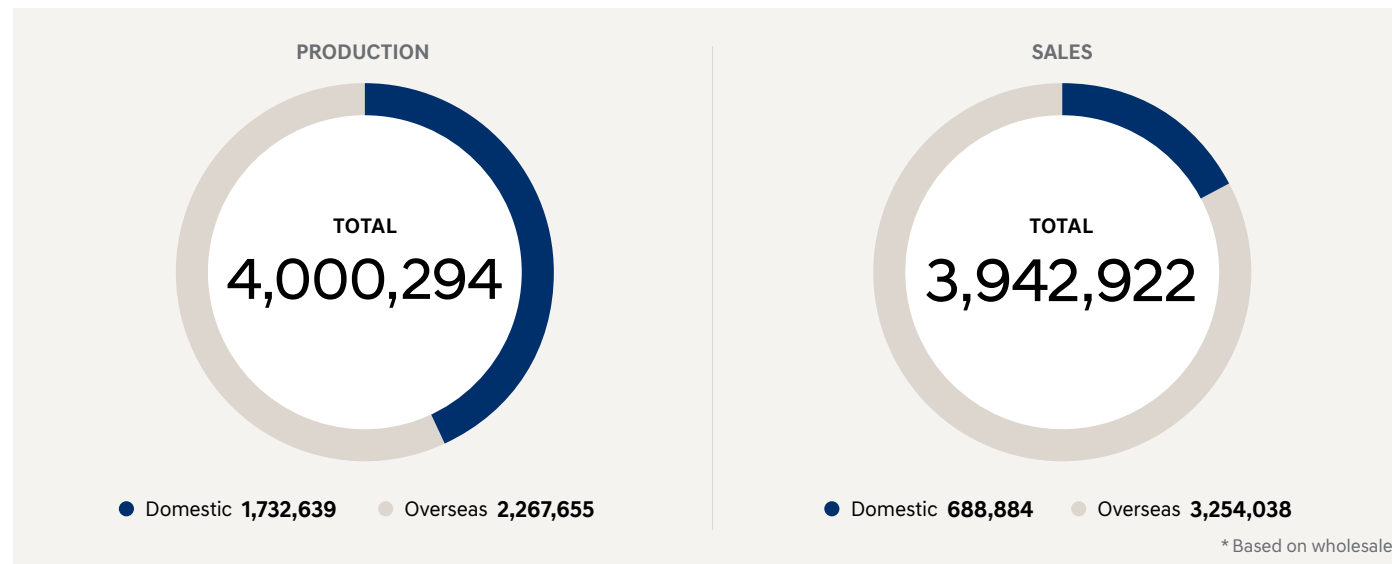 PRODUCTION
TOTAL
4,000,294
Domestic 1,732,639 Overseas 2,267,655
SALES
TOTAL
3,942,922
Domestic 688,884 Overseas 3,254,038
* Based on wholesale